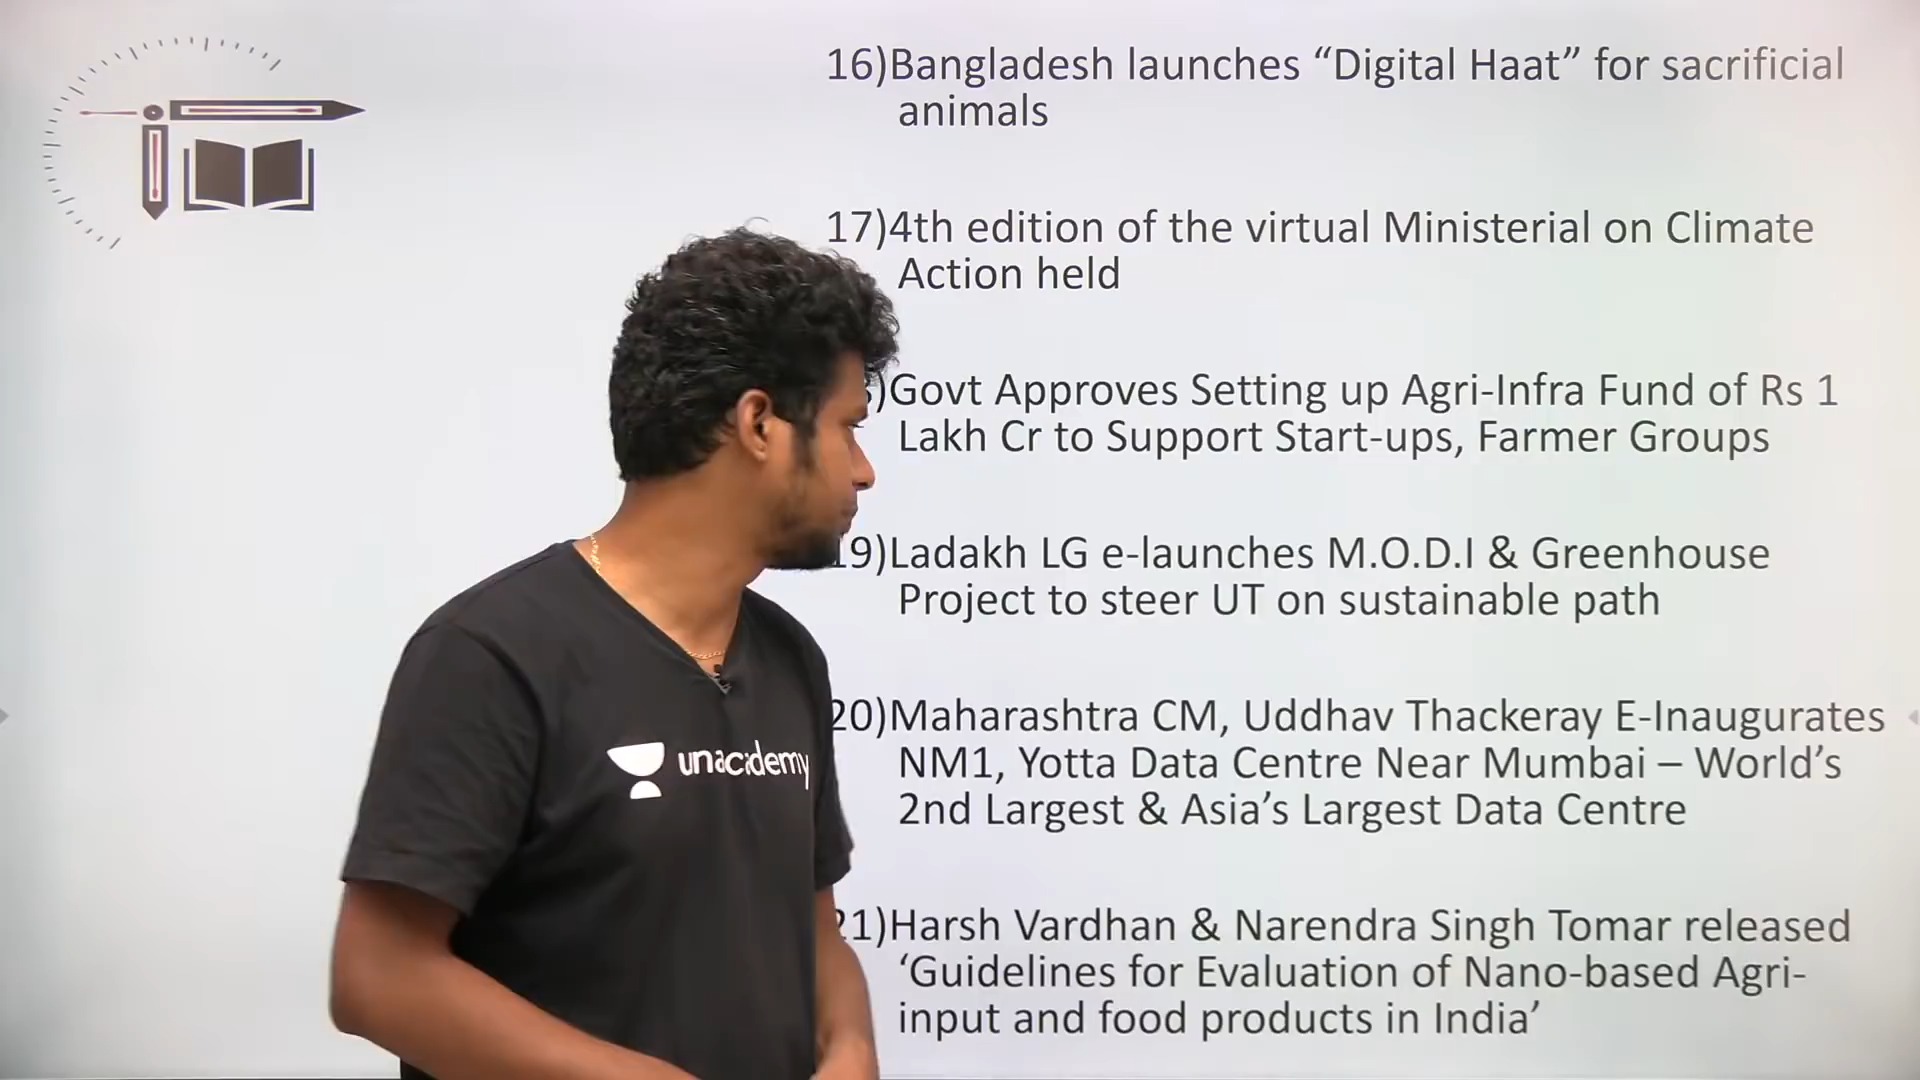 16)Bangladesh launches “Digital Haat” for sacrificial
animals
17)4th edition of the virtual Ministerial on Climate
Action held
)Govt Approves Setting up Agri-Infra Fund of Rs 1
Lakh Cr to Support Start-ups, Farmer Groups
19)Ladakh LG e-launches M.O.D.I & Greenhouse
Project to steer UT on sustainable path
20)Maharashtra CM, Uddhav Thackeray E-Inaugurates
NM1, Yotta Data Centre Near Mumbai – World’s
2nd Largest & Asia’s Largest Data Centre
21)Harsh Vardhan & Narendra Singh Tomar released
‘Guidelines for Evaluation of Nano-based Agri-
input and food products in India’
unacademy